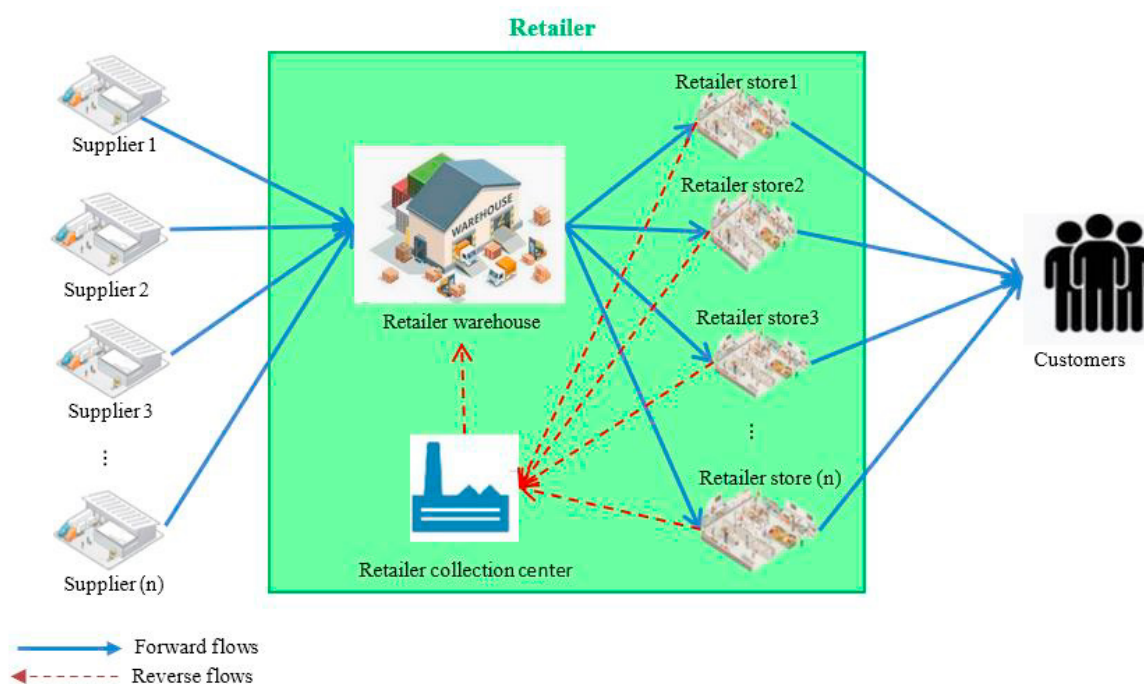 Retailer
Supplier 1
Supplier 2
Supplier 3
...
Supplier (n)
WAREHOUSE
Retailer warehouse
Retailer collection center
Retailer store1
Retailer store2
Retailer store3
...
Retailer store (n)
Customers
Forward flows
Reverse flows